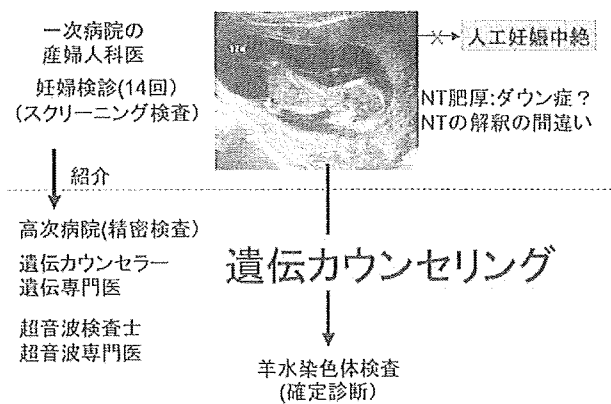 一次病院の
産婦人科医
妊婦検診(14回)
(スクリーニング検査)
人工妊娠中絶
NT肥厚:ダウン症？
NTの解釈の間違い
紹介
高次病院(精密検査)
遺伝カウンセラー
遺伝専門医
超音波検査士
超音波専門医
遺伝カウンセリング
羊水染色体検査
(確定診断)